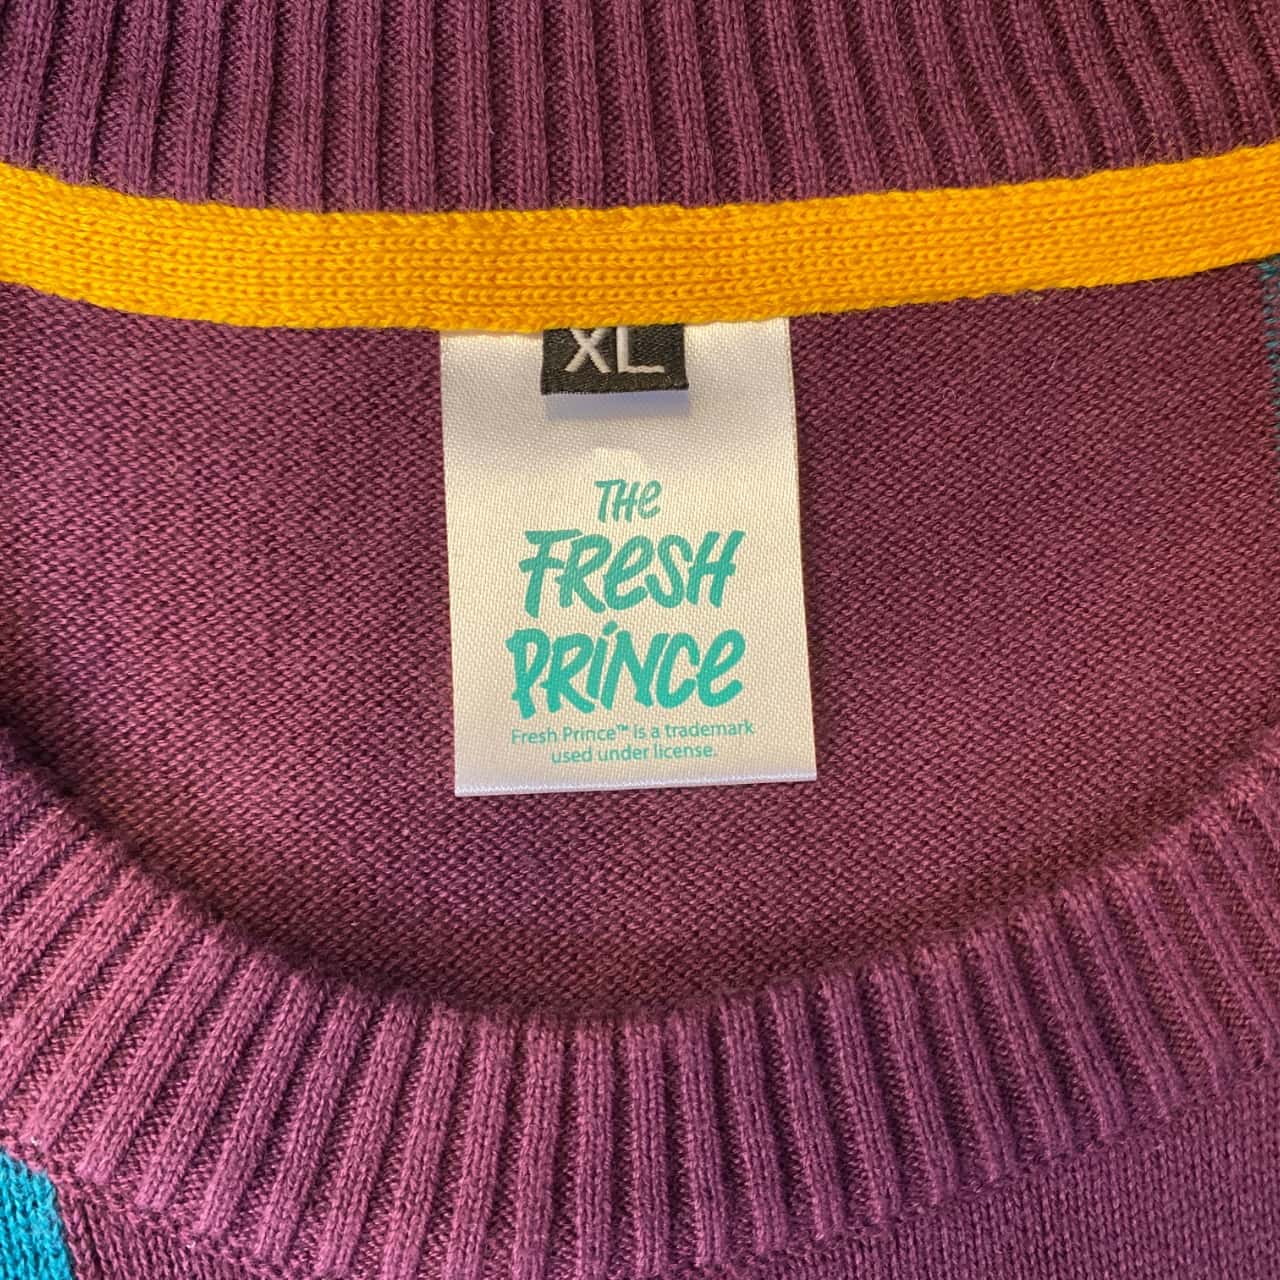 XL
THe
FResH
PRiNCe
Fresh Prince™ is a trademark
used under license.